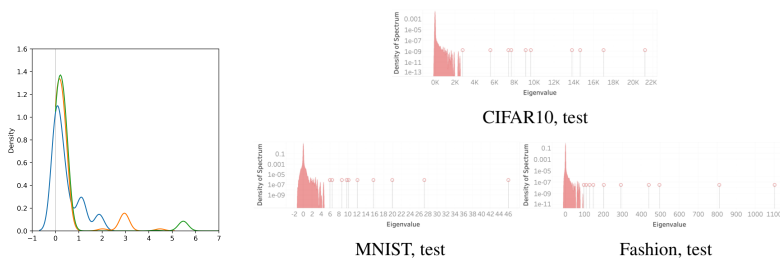 Density
1.6
1.4
1.2
1.0
0.8
0.6
0.4
0.2
0.0
−1 0 1 2 3 4 5 6 7
Density of Spectrum
0.001
1e-05
1e-07
1e-09
1e-11
1e-13
0K 2K 4K 6K 8K 10K 12K 14K 16K 18K 20K 22K
Eigenvalue
CIFAR10, test
Density of Spectrum
0.1
0.001
1e-05
1e-07
1e-09
-2 0 2 4 6 8 10 12 14 16 18 20 22 24 26 28 30 32 34 36 38 40 42 44 46
Eigenvalue
MNIST, test
Density of Spectrum
0.1
0.001
1e-05
1e-07
1e-09
1e-11
0 100 200 300 400 500 600 700 800 900 1000 1100
Eigenvalue
Fashion, test